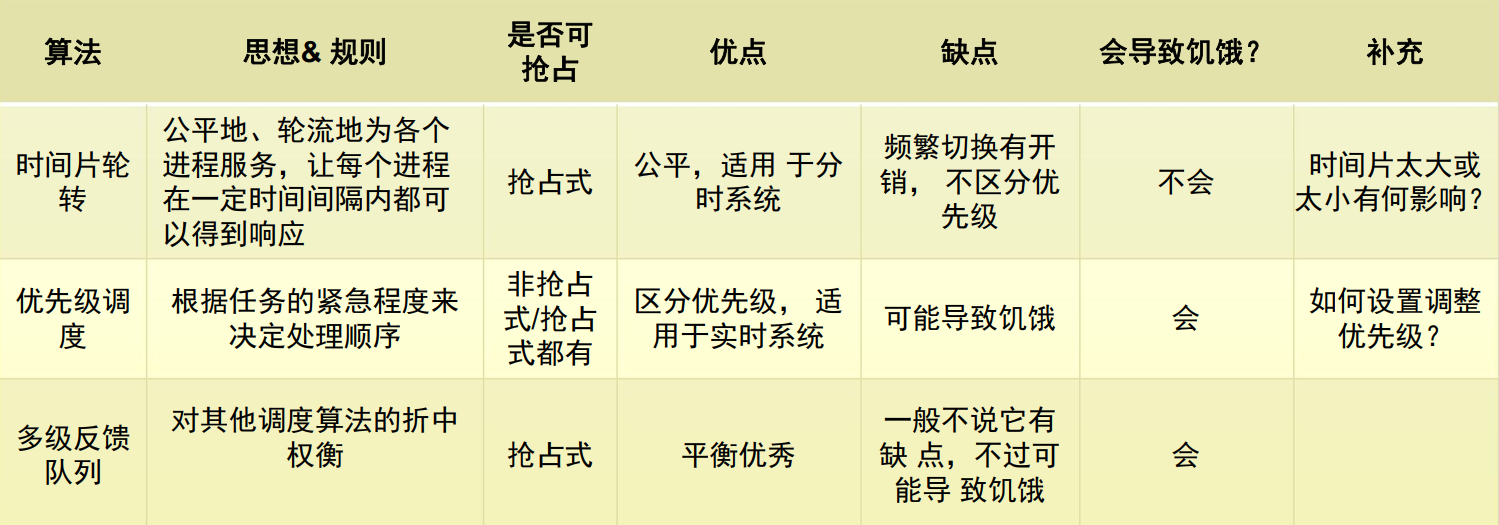 算法
思想& 规则
是否可
抢占
优点
缺点
会导致饥饿？
补充
时间片轮
转
公平地、轮流地为各个
进程服务，让每个进程
在一定时间间隔内都可
以得到响应
抢占式
公平，适用 于分
时系统
频繁切换有开
销， 不区分优
先级
不会
时间片太大或
太小有何影响？
优先级调
度
根据任务的紧急程度来
决定处理顺序
非抢占
式/抢占
式都有
区分优先级， 适
用于实时系统
可能导致饥饿
会
如何设置调整
优先级？
多级反馈
队列
对其他调度算法的折中
权衡
抢占式
平衡优秀
一般不说它有
缺 点，不过可
能导 致饥饿
会